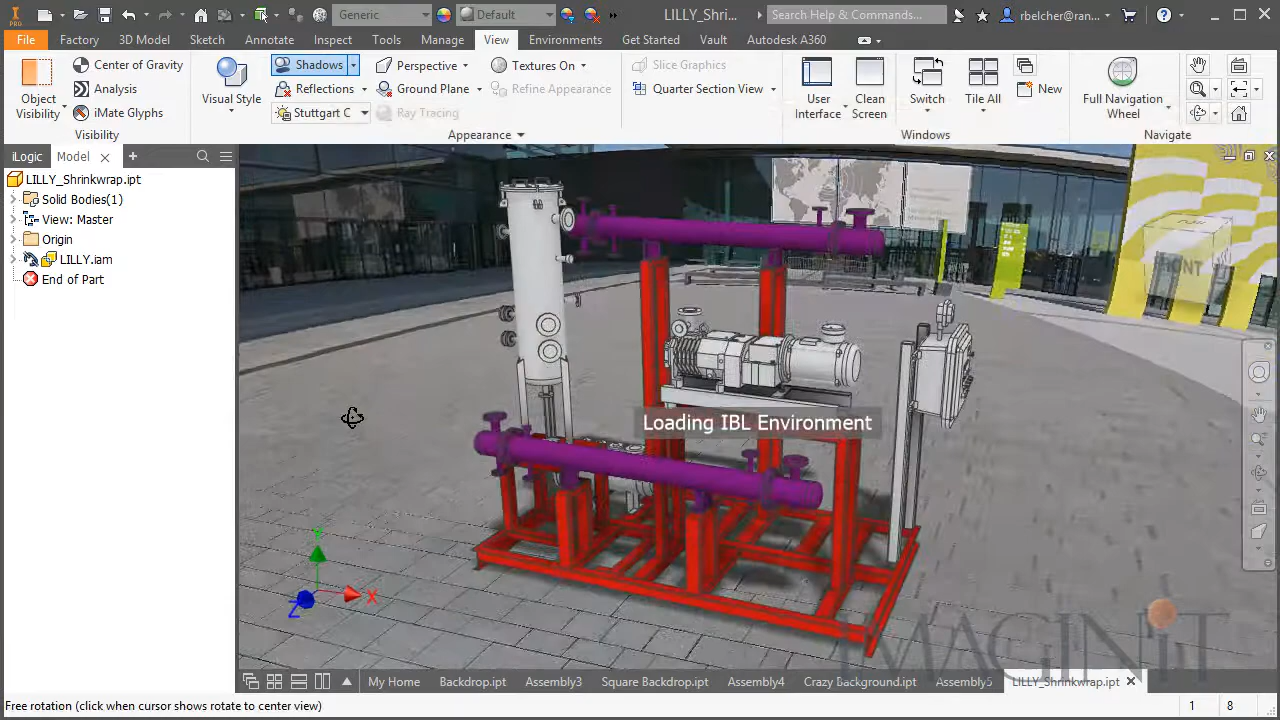 PRO
Generic
Default
LILLY_Shri...
Search Help & Commands...
rbelcher@ran...
File
Factory
3D Model
Sketch
Annotate
Inspect
Tools
Manage
View
Environments
Get Started
Vault
Autodesk A360
Object
Visibility
Center of Gravity
Analysis
iMate Glyphs
Visibility
Visual Style
Shadows
Reflections
Stuttgart C
Perspective
Ground Plane
Ray Tracing
Textures On
Refine Appearance
Appearance
Slice Graphics
Quarter Section View
User
Interface
Clean
Screen
Switch
Tile All
New
Windows
Full Navigation
Wheel
Navigate
iLogic
Model
LILLY_Shrinkwrap.ipt
Solid Bodies(1)
View: Master
Origin
LILLY.iam
End of Part
FRONT
Loading IBL Environment
Y
X
Z
IMAGINiT
My Home
Backdrop.ipt
Assembly3
Square Backdrop.ipt
Assembly4
Crazy Background.ipt
Assembly5
LILLY_Shrinkwrap.ipt
Free rotation (click when cursor shows rotate to center view)
1
8